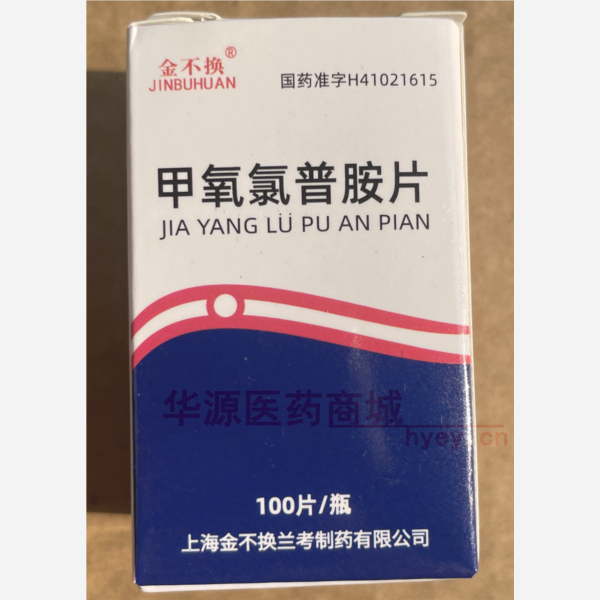 金不换®
JINBUHUAN
国药准字H41021615
甲氧氯普胺片
JIA YANG LÜ PU AN PIAN
华源医药商城
100片/瓶
上海金不换兰考制药有限公司